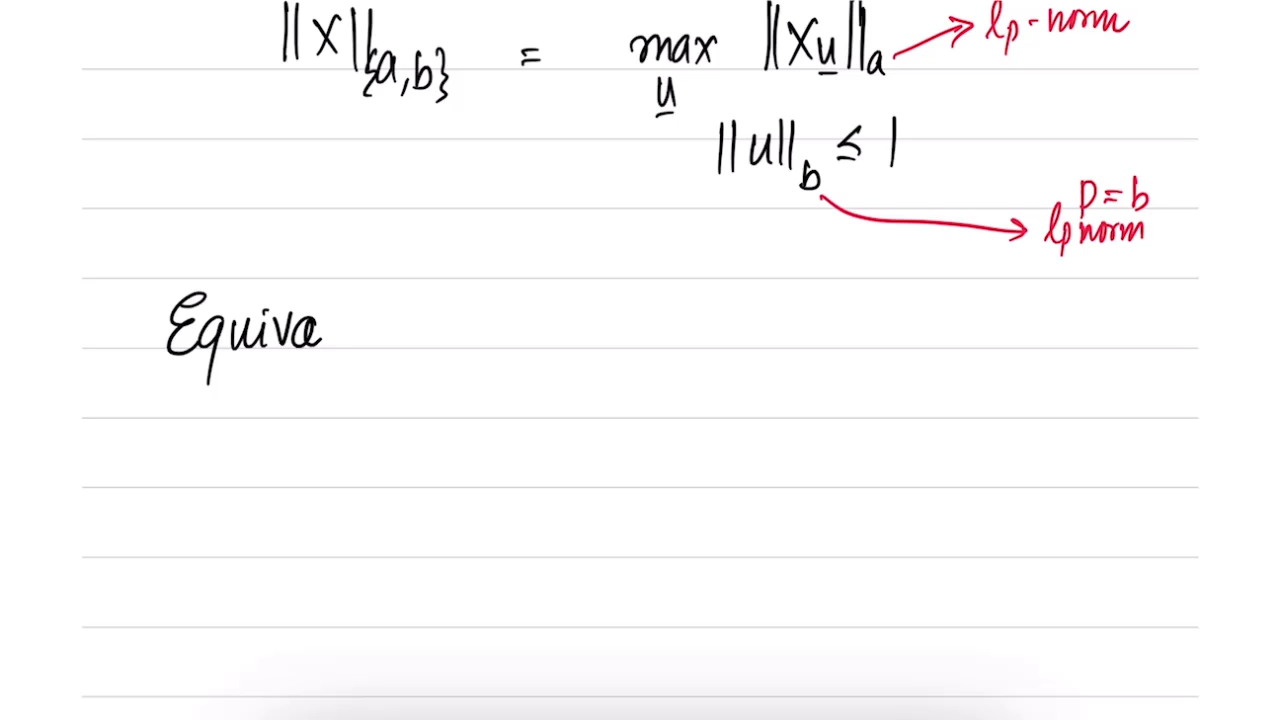 ||X||{a,b} = max ||Xu||a → lp - norm
u
||u||b ≤ 1
p = b
lp norm
Equiva